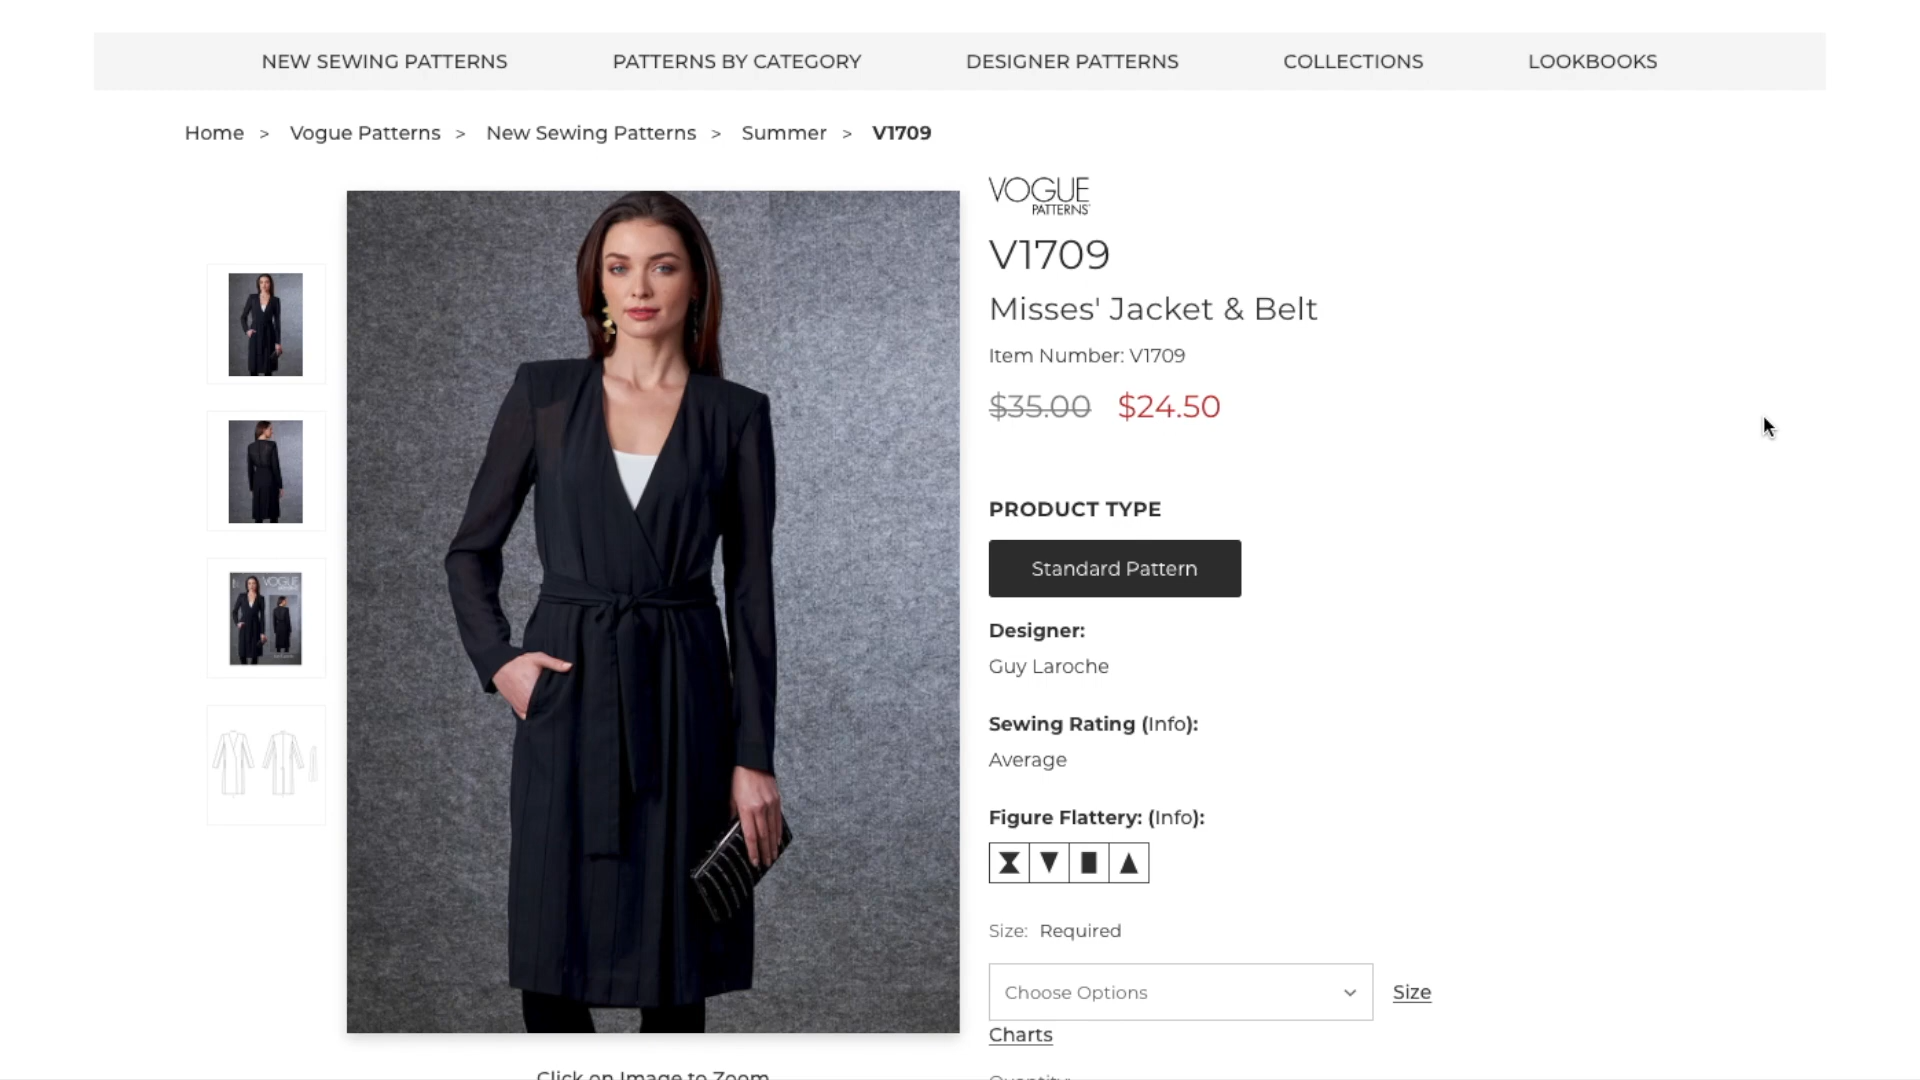 NEW SEWING PATTERNS PATTERNS BY CATEGORY DESIGNER PATTERNS COLLECTIONS LOOKBOOKS
Home > Vogue Patterns > New Sewing Patterns > Summer > V1709
VOGUE
PATTERNS
V1709
Misses' Jacket & Belt
Item Number: V1709
$35.00 $24.50
PRODUCT TYPE
Standard Pattern
Designer:
Guy Laroche
Sewing Rating (Info):
Average
Figure Flattery: (Info):
Size: Required
Choose Options Size
Charts
Click on Image to Zoom
Quantity:
VOGUE